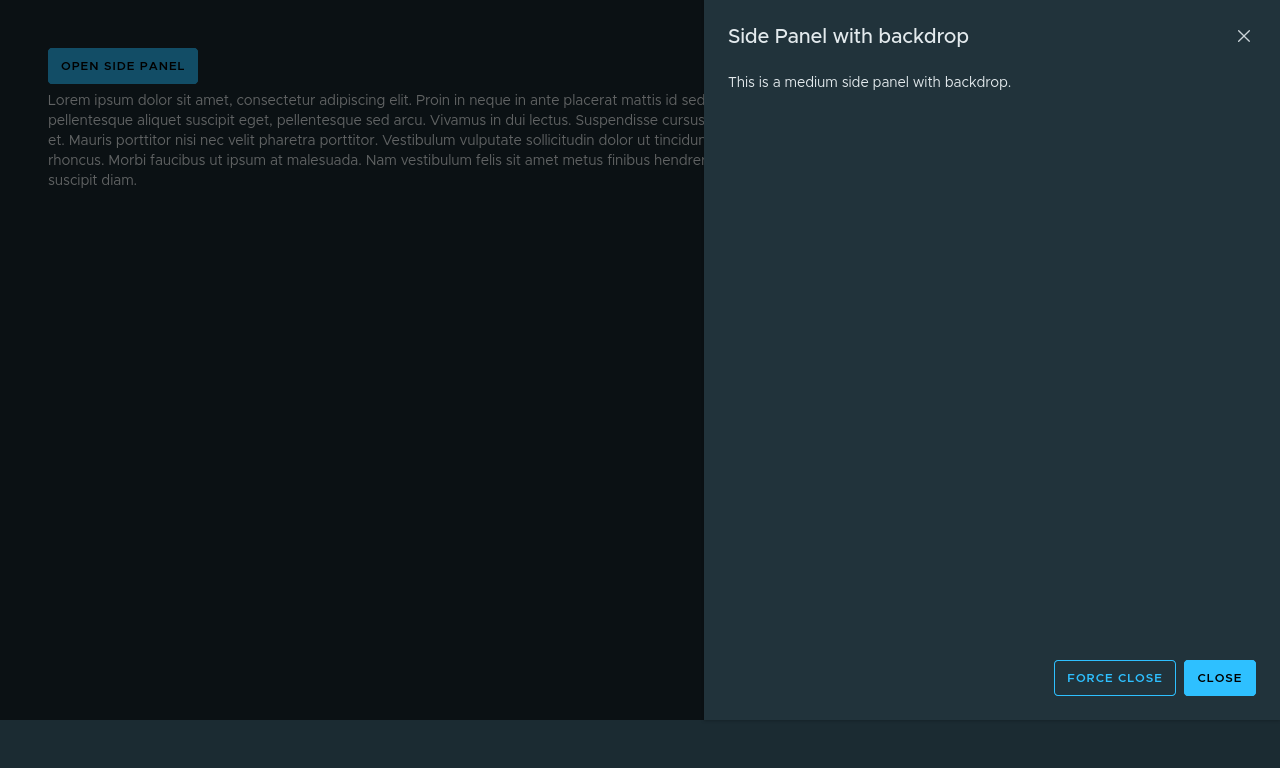 OPEN SIDE PANEL
Lorem ipsum dolor sit amet, consectetur adipiscing elit. Proin in neque in ante placerat mattis id sed
pellentesque aliquet suscipit eget, pellentesque sed arcu. Vivamus in dui lectus. Suspendisse cursus
et. Mauris porttitor nisi nec velit pharetra porttitor. Vestibulum vulputate sollicitudin dolor ut
rhoncus. Morbi faucibus ut ipsum at malesuada. Nam vestibulum felis sit amet metus finibus
suscipit diam.
Side Panel with backdrop
This is a medium side panel with backdrop.
FORCE CLOSE
CLOSE